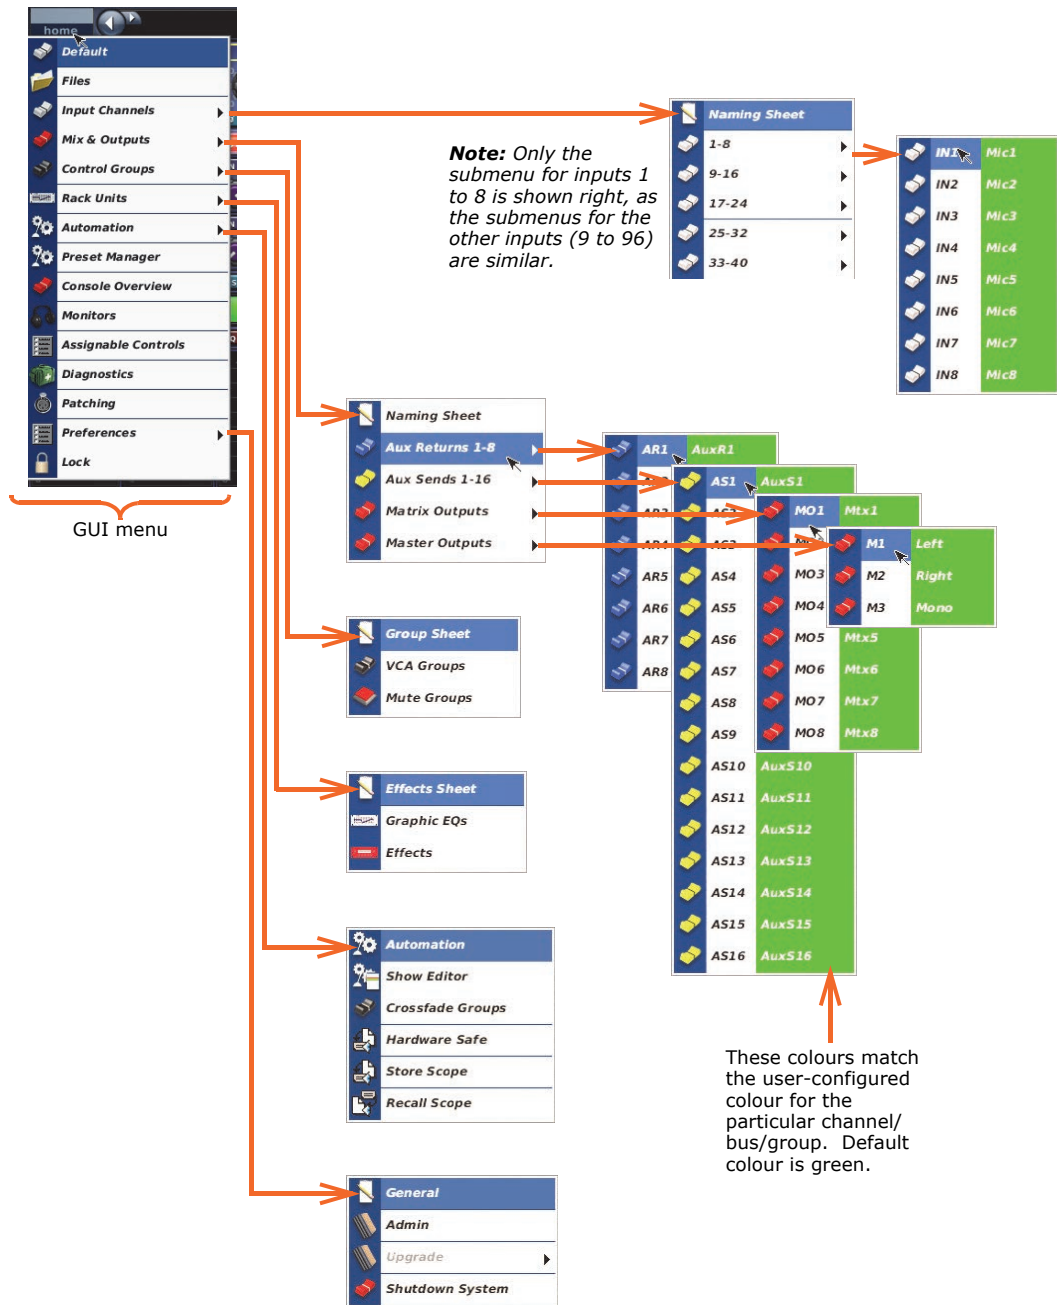 home
Default
Files
Input Channels
Mix & Outputs
Control Groups
Rack Units
Automation
Preset Manager
Console Overview
Monitors
Assignable Controls
Diagnostics
Patching
Preferences
Lock
GUI menu
Note: Only the
submenu for inputs 1
to 8 is shown right, as
the submenus for the
other inputs (9 to 96)
are similar.
Naming Sheet
1-8
9-16
17-24
25-32
33-40
IN1 Mic1
IN2 Mic2
IN3 Mic3
IN4 Mic4
IN5 Mic5
IN6 Mic6
IN7 Mic7
IN8 Mic8
Naming Sheet
Aux Returns 1-8
Aux Sends 1-16
Matrix Outputs
Master Outputs
AR1 AuxR1
AR4
AR5
AR6
AR7
AR8
AS1 AuxS1
AS4
AS5
AS6
AS7
AS8
AS9
AS10 AuxS10
AS11 AuxS11
AS12 AuxS12
AS13 AuxS13
AS14 AuxS14
AS15 AuxS15
AS16 AuxS16
MO1 Mtx1
MO3
MO4
MO5 Mtx5
MO6 Mtx6
MO7 Mtx7
MO8 Mtx8
M1 Left
M2 Right
M3 Mono
Group Sheet
VCA Groups
Mute Groups
Effects Sheet
Graphic EQs
Effects
Automation
Show Editor
Crossfade Groups
Hardware Safe
Store Scope
Recall Scope
These colours match
the user-configured
colour for the
particular channel/
bus/group. Default
colour is green.
General
Admin
Upgrade
Shutdown System